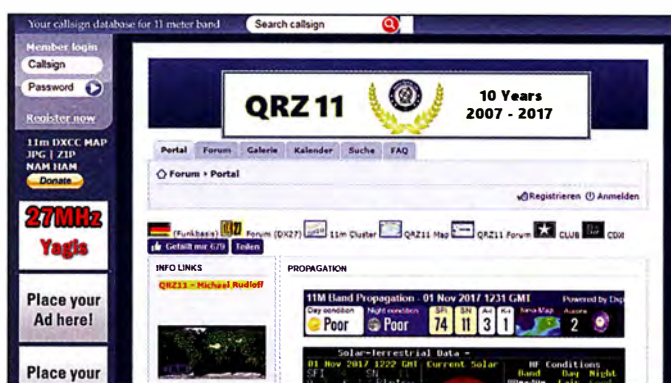 Your callsign database for 11 meter band
Search callsign
Member login
Callsign
Password
Register now
11m DXCC MAP
JPG | ZIP
NAM HAM
Donate
27MHz
Yagis
Place your
Ad here!
Place your
QRZ 11
10 Years
2007 - 2017
Portal Forum Galerie Kalender Suche FAQ
Forum › Portal
Registrieren Anmelden
(Funkbasis) Forum (DX27) 11m Cluster QRZ11 Map QRZ11 Forum CLUB CDXI
Gefällt mir 679 Teilen
INFO LINKS
QRZ11 - Michael Rudloff
PROPAGATION
11M Band Propagation - 01 Nov 2017 1231 GMT Powered by
Day condition Night condition SFI SN A-I K-I Area Map Aurora
Poor Poor 74 11 3 1 2
Solar-Terrestrial Data -
01 Nov 2017 1222 GMT Current Solar HF Conditions
SFI SN Band Day Night